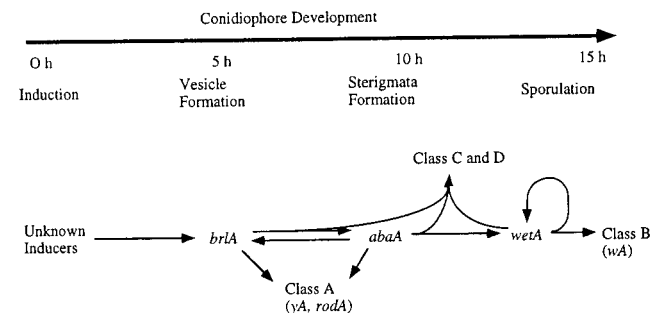 Conidiophore Development
O h
5 h
10 h
15 h
Induction
Vesicle
Formation
Sterigmata
Formation
Sporulation
Class C and D
Unknown
Inducers
brlA
abaA
wetA
Class B
(wA)
Class A
(yA, rodA)